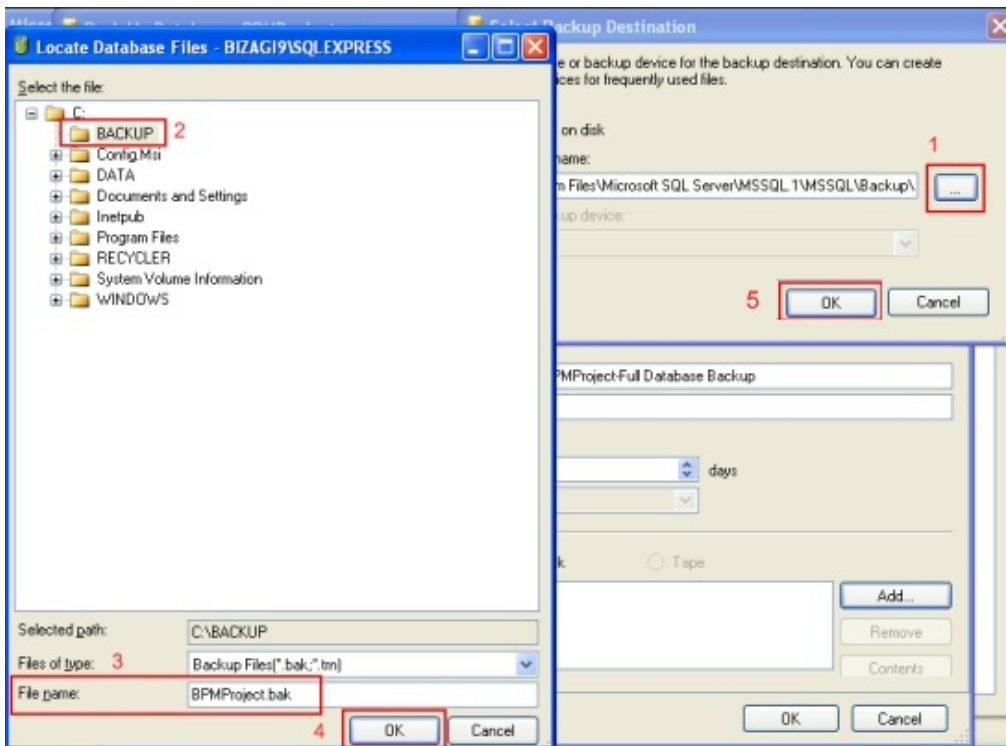 Locate Database Files - BIZAGI9\SQLEXPRESS
Select the file:
C:
BACKUP
2
Config.Msi
DATA
Documents and Settings
Inetpub
Program Files
RECYCLER
System Volume Information
WINDOWS
Selected path:
C:\BACKUP
Files of type:
3
Backup Files(*.bak;*.trn)
File name:
BPMProject.bak
4
OK
Cancel
Select Backup Destination
e or backup device for the backup destination. You can create
ices for frequently used files.
on disk
name:
1
m Files\Microsoft SQL Server\MSSQL.1\MSSQL\Backup\
...
kup device:
5
OK
Cancel
PMProject-Full Database Backup
days
k
Tape
Add...
Remove
Contents
OK
Cancel